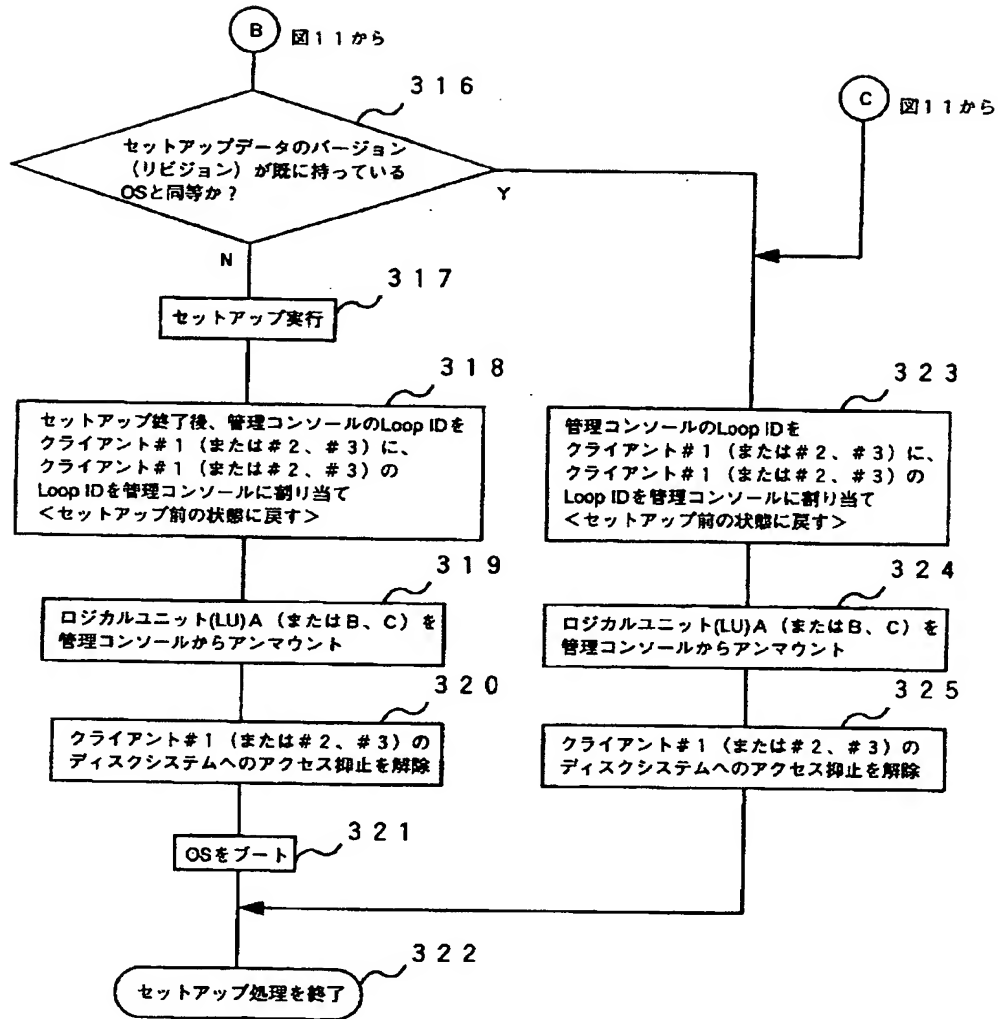 B 図11から
316
セットアップデータのバージョン
（リビジョン）が既に持っている
OSと同等か？
Y
N
317
セットアップ実行
318
セットアップ終了後、管理コンソールのLoop IDを
クライアント#1（または#2、#3）に、
クライアント#1（または#2、#3）の
Loop IDを管理コンソールに割り当て
<セットアップ前の状態に戻す>
319
ロジカルユニット(LU)A（またはB、C）を
管理コンソールからアンマウント
320
クライアント#1（または#2、#3）の
ディスクシステムへのアクセス抑止を解除
321
OSをブート
322
セットアップ処理を終了
C 図11から
323
管理コンソールのLoop IDを
クライアント#1（または#2、#3）に、
クライアント#1（または#2、#3）の
Loop IDを管理コンソールに割り当て
<セットアップ前の状態に戻す>
324
ロジカルユニット(LU)A（またはB、C）を
管理コンソールからアンマウント
325
クライアント#1（または#2、#3）の
ディスクシステムへのアクセス抑止を解除